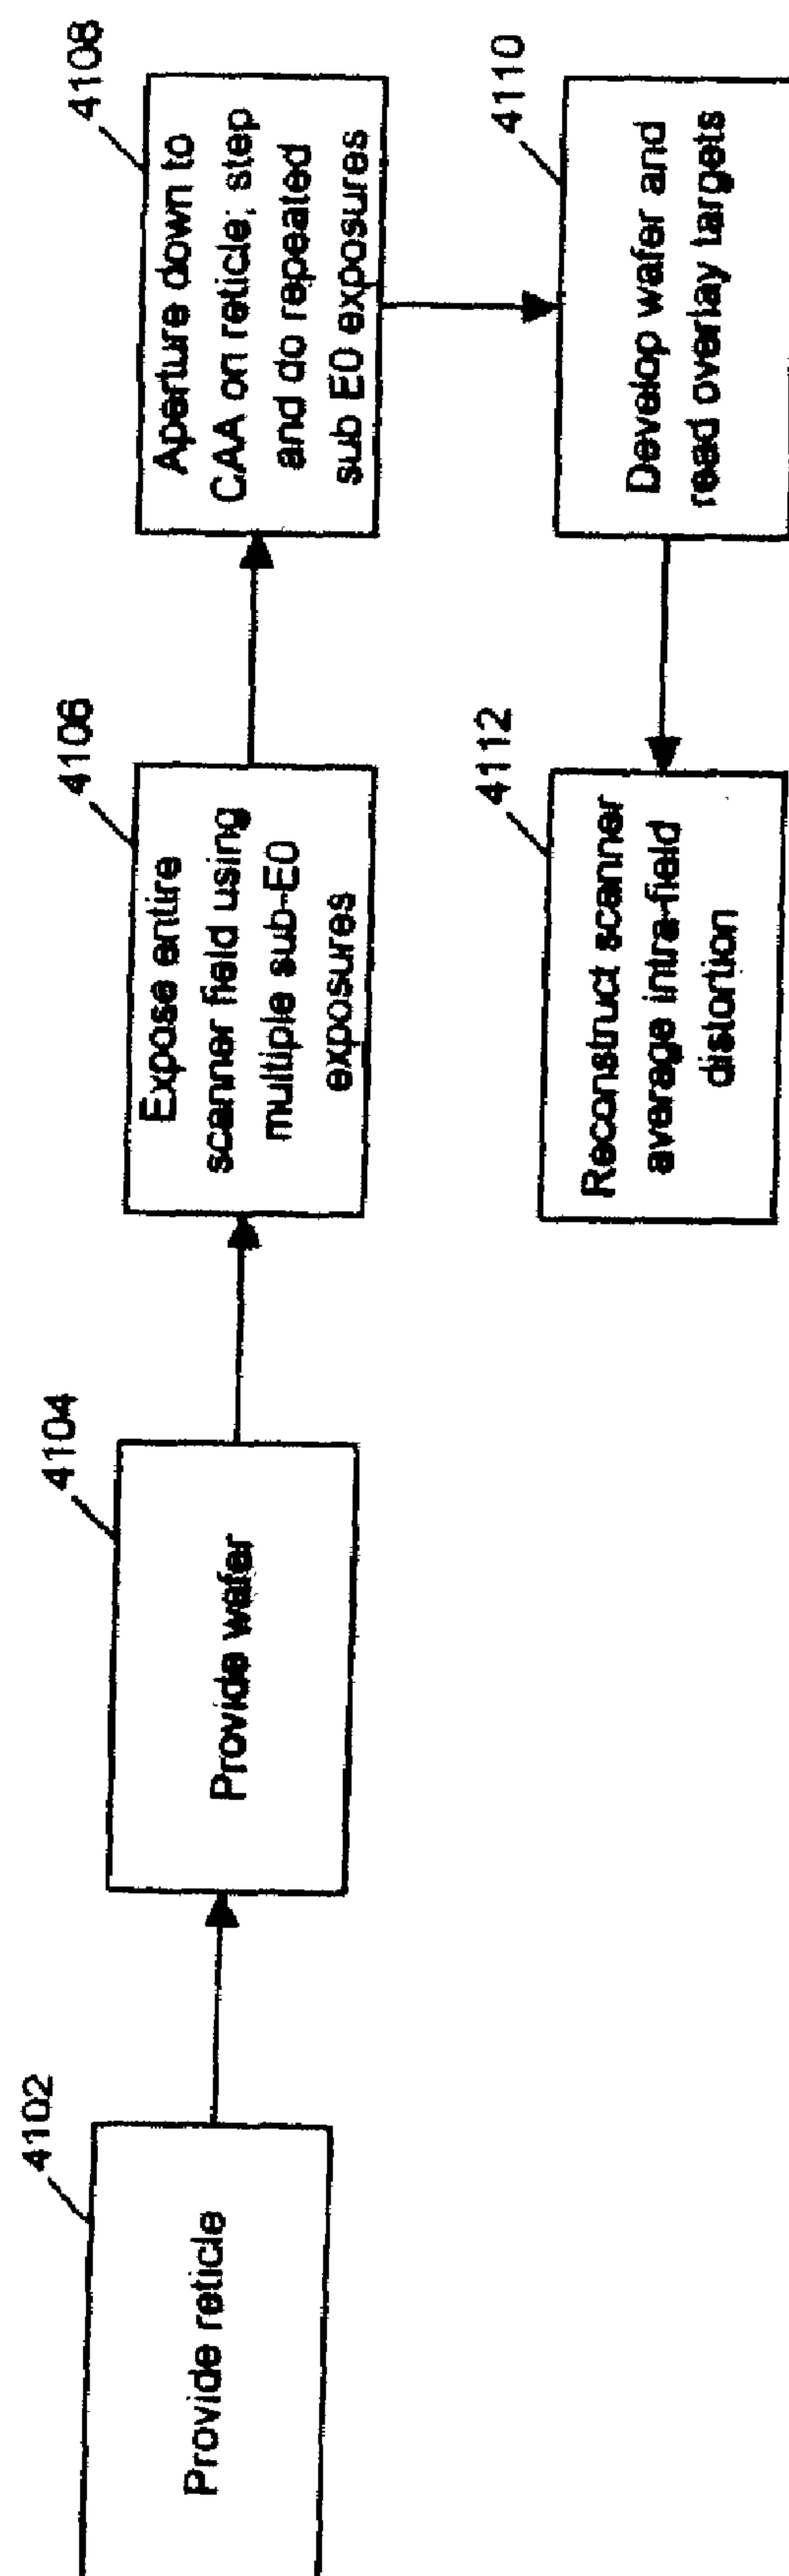 4102
Provide reticle
4104
Provide wafer
4106
Expose entire
scanner field using
multiple sub-E0
exposures
4108
Aperture down to
CAA on reticle; step
and do repeated
sub E0 exposures
4110
Develop wafer and
read overlay targets
4112
Reconstruct scanner
average intra-field
distortion